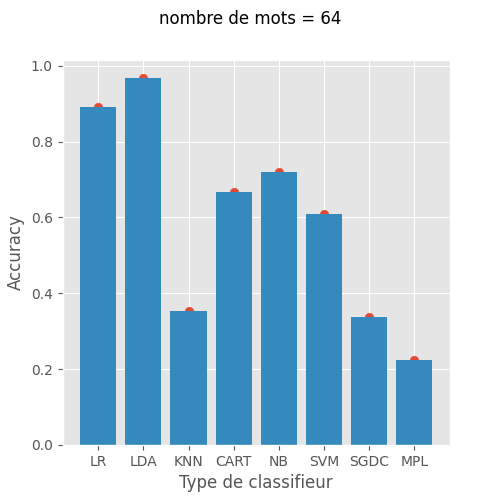 nombre de mots = 64
1.0
0.8
0.6
0.4
0.2
0.0
Accuracy
LR LDA KNN CART NB SVM SGDC MPL
Type de classifieur